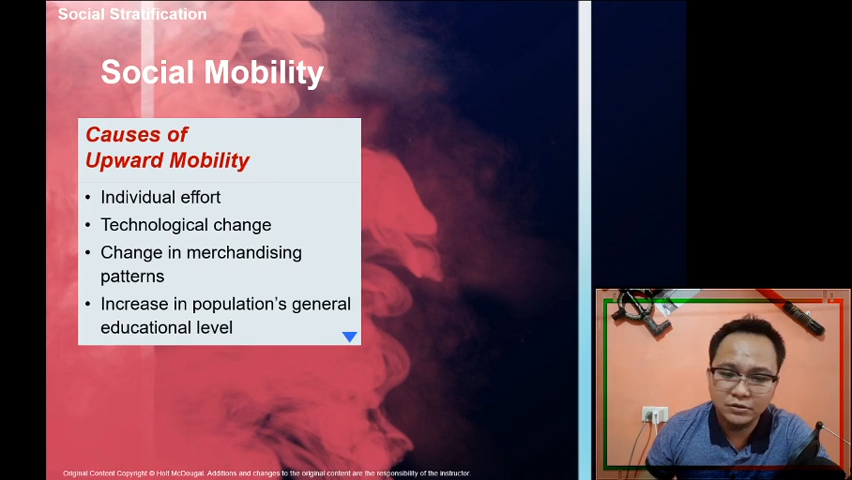 Social Stratification
Social Mobility
Causes of
Upward Mobility
• Individual effort
• Technological change
• Change in merchandising
patterns
• Increase in population's general
educational level
Original Content Copyright © Holt McDougal. Additions and changes to the original content are the responsibility of the instructor.